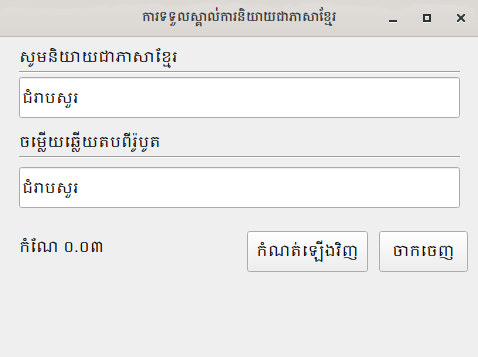 ការទទួលស្គាល់ការនិយាយជាភាសាខ្មែរ
សូមនិយាយជាភាសាខ្មែរ
ជំរាបសួរ
ចម្លើយឆ្លើយតបពីរ៉ូបូត
ជំរាបសួរ
កំណែ ០.០៣
កំណត់ឡើងវិញ
ចាកចេញ